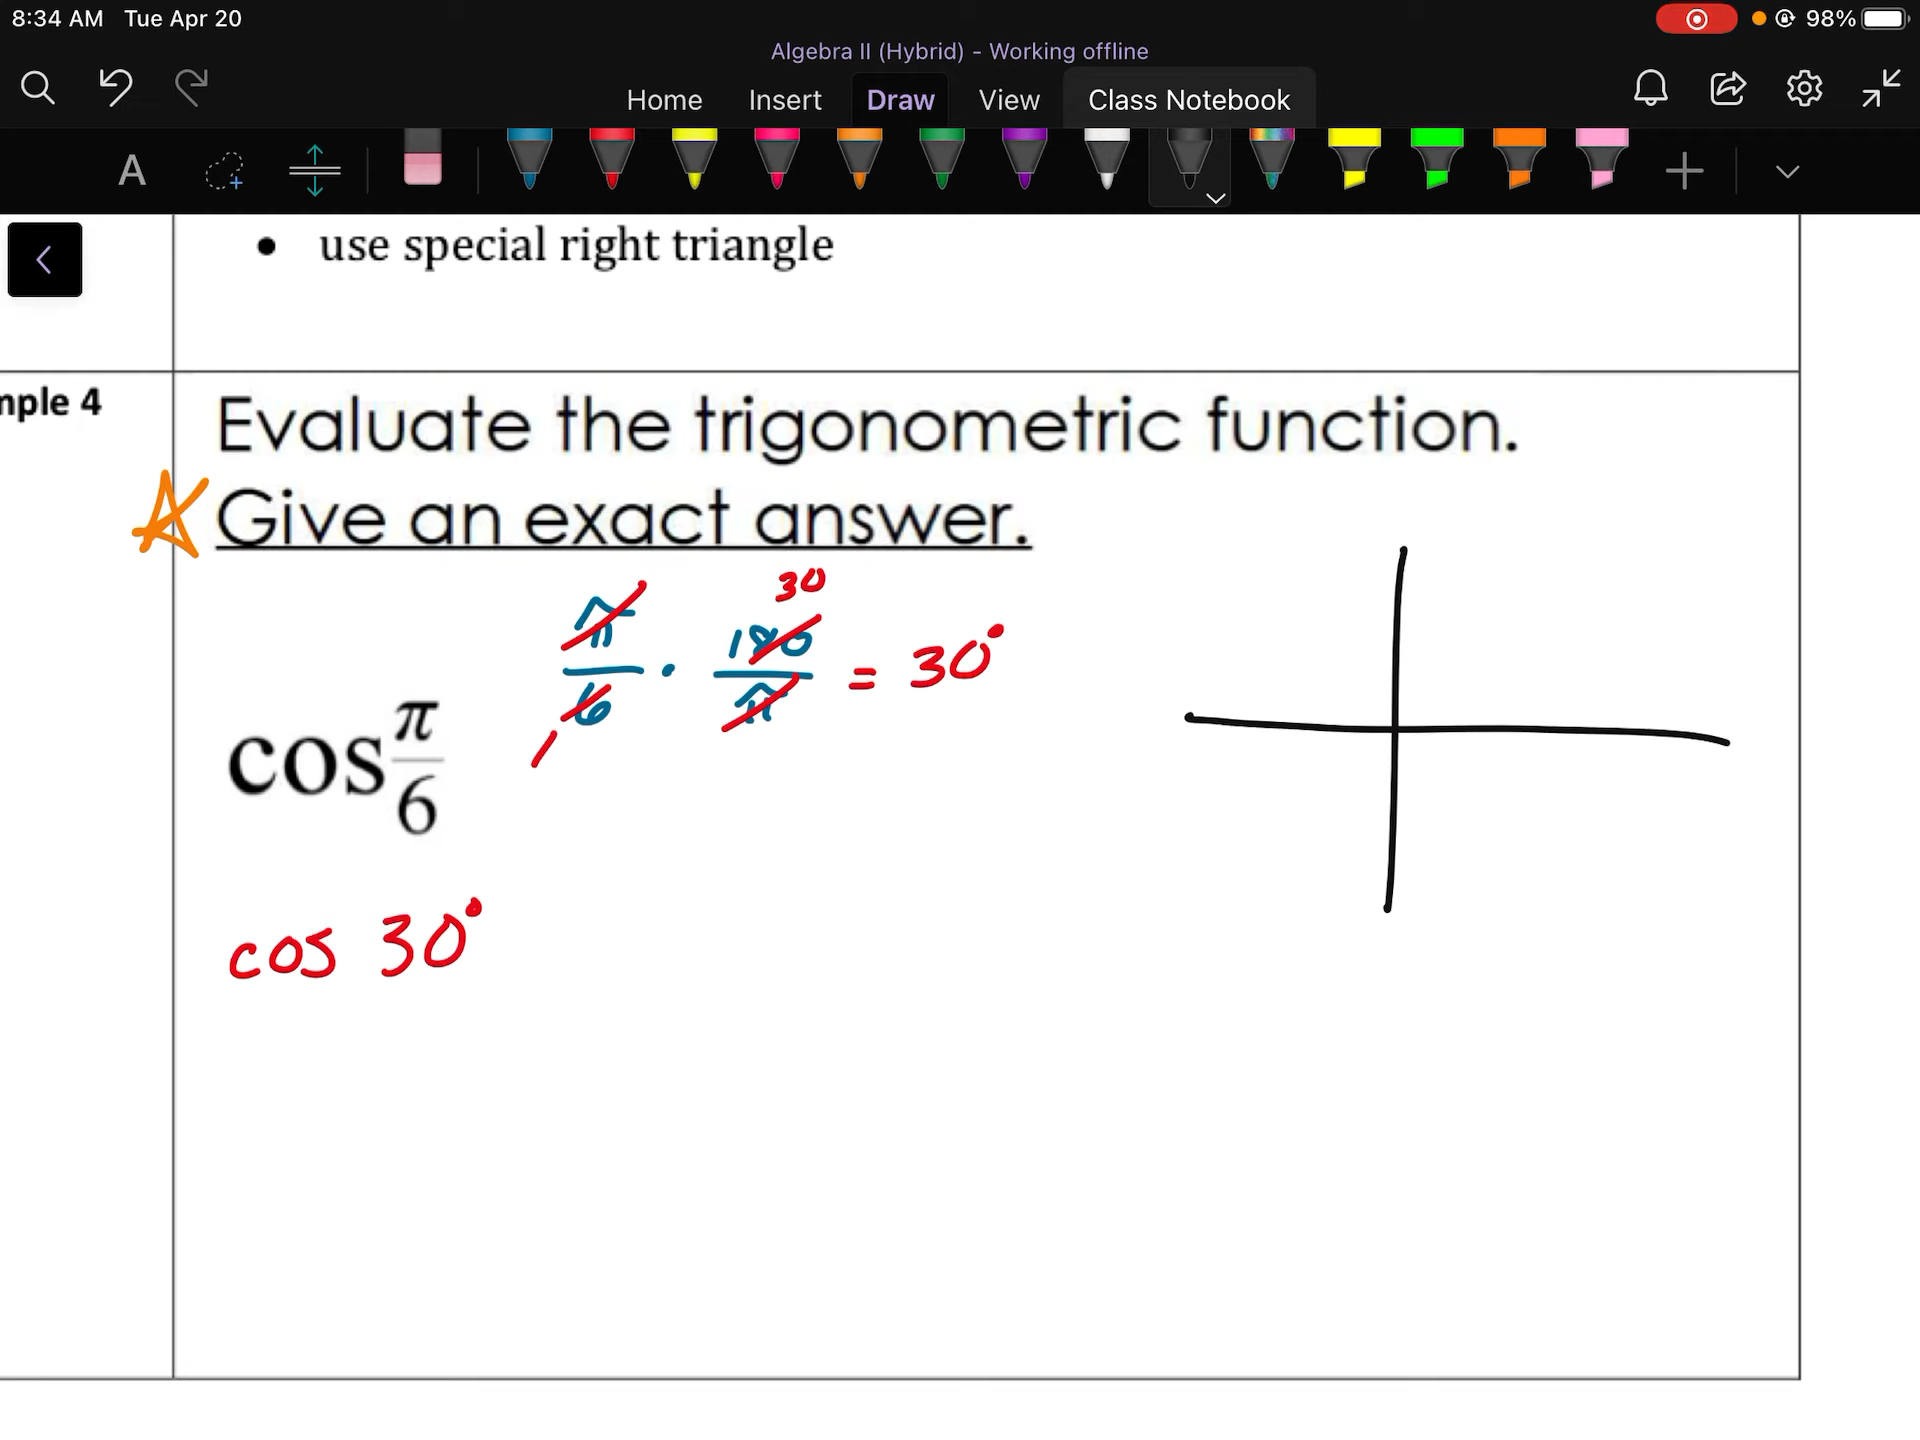 8:34 AM Tue Apr 20
98%
Algebra II (Hybrid) - Working offline
Home Insert Draw View Class Notebook
A
• use special right triangle
mple 4
Evaluate the trigonometric function.
Give an exact answer.
30
π/6 · 180/π = 30°
1
cos π/6
cos 30°